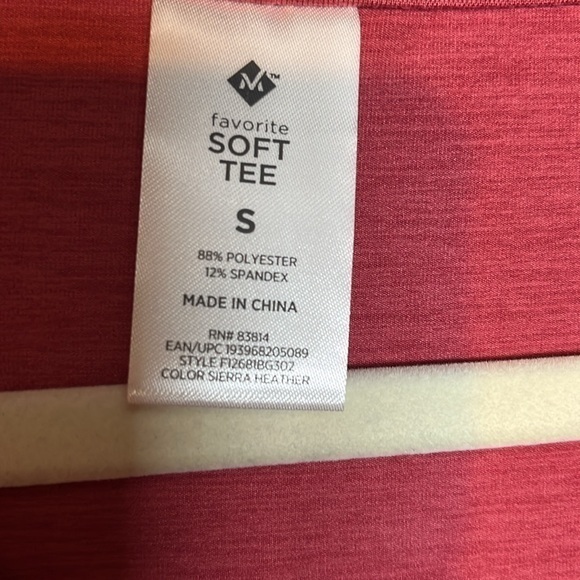 M™
favorite
SOFT
TEE
S
88% POLYESTER
12% SPANDEX
MADE IN CHINA
RN# 83814
EAN/UPC 193968205089
STYLE F12681BG302
COLOR SIERRA HEATHER